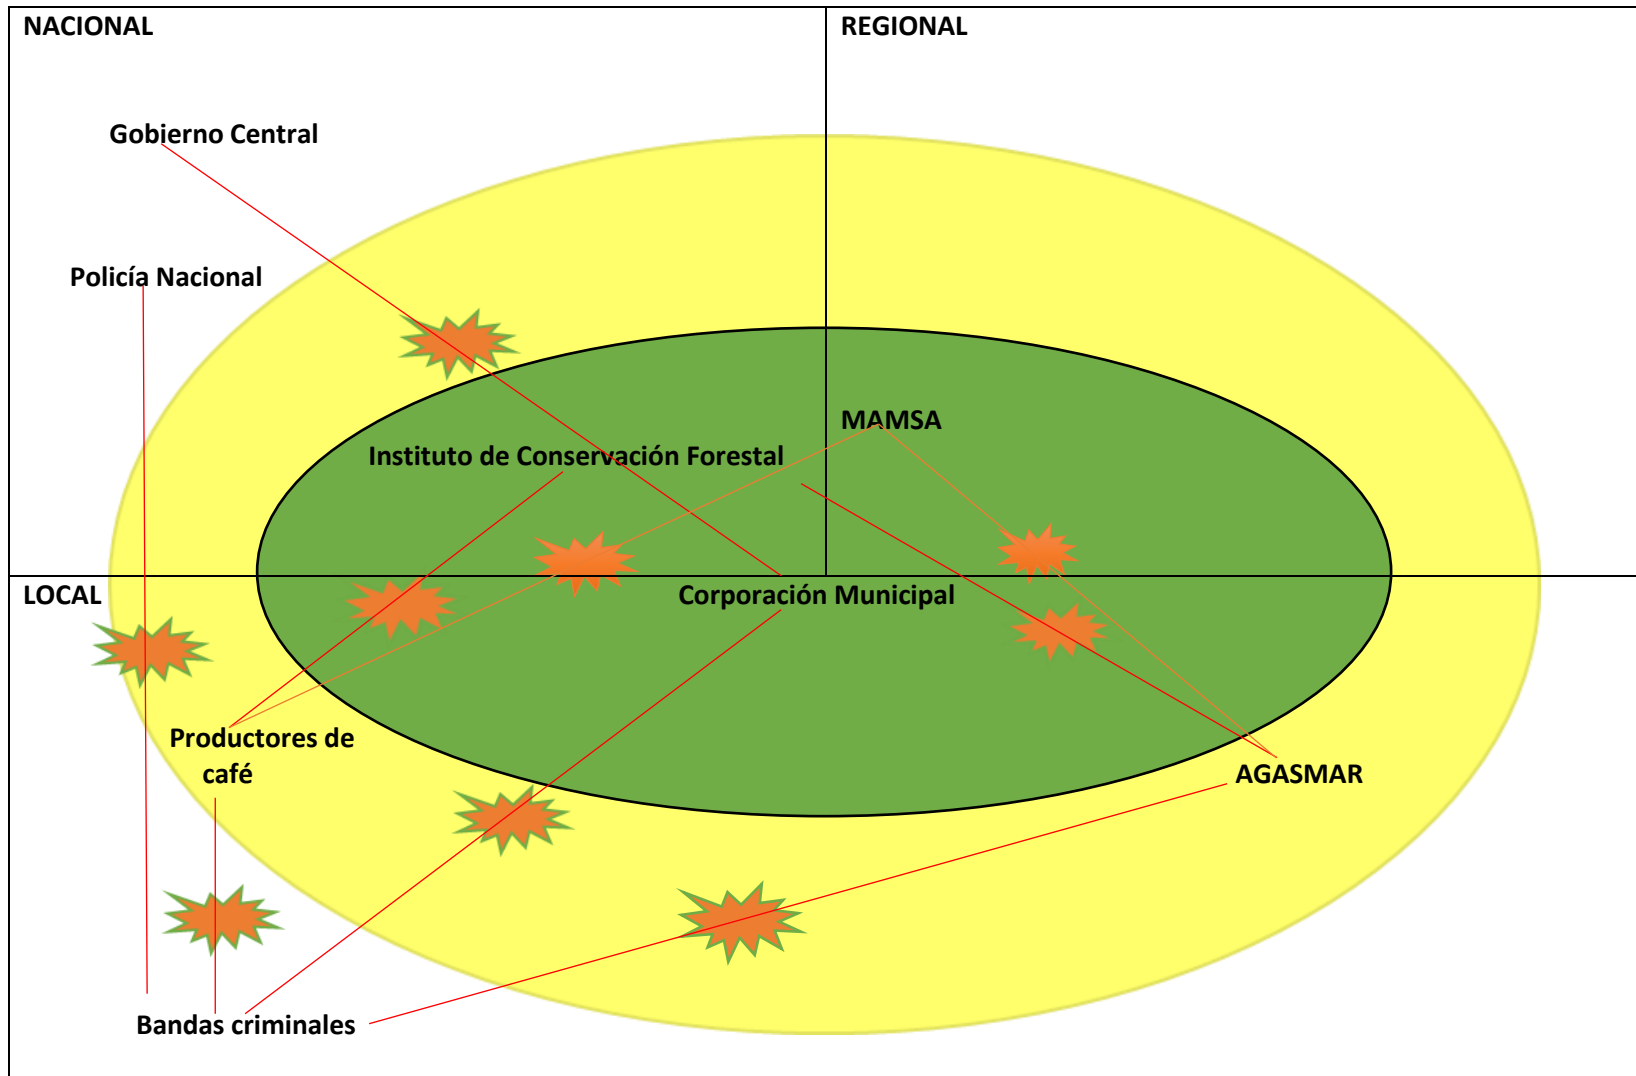 NACIONAL
REGIONAL
Gobierno Central
Policía Nacional
MAMSA
Instituto de Conservación Forestal
LOCAL
Corporación Municipal
Productores de
café
AGASMAR
Bandas criminales